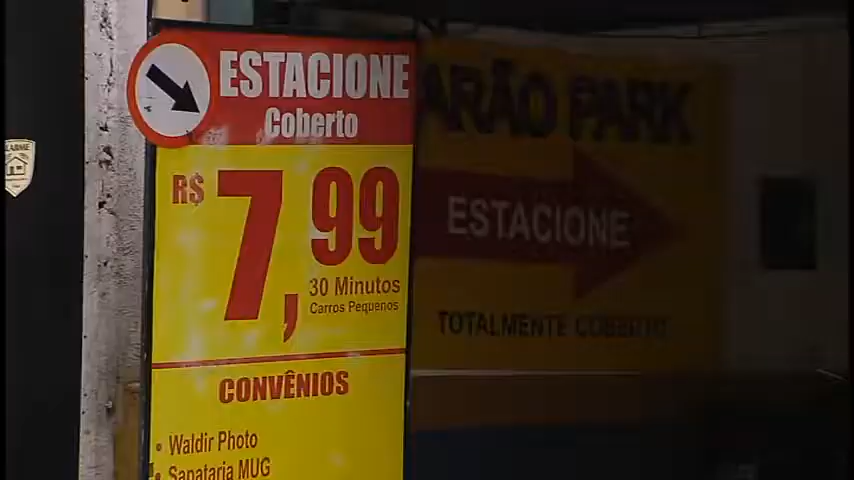 ESTACIONE
Coberto
R$ 7,99
30 Minutos
Carros Pequenos
CONVÊNIOS
• Waldir Photo
• Sapataria MUG
ARÃO PARK
ESTACIONE
TOTALMENTE COBERTO